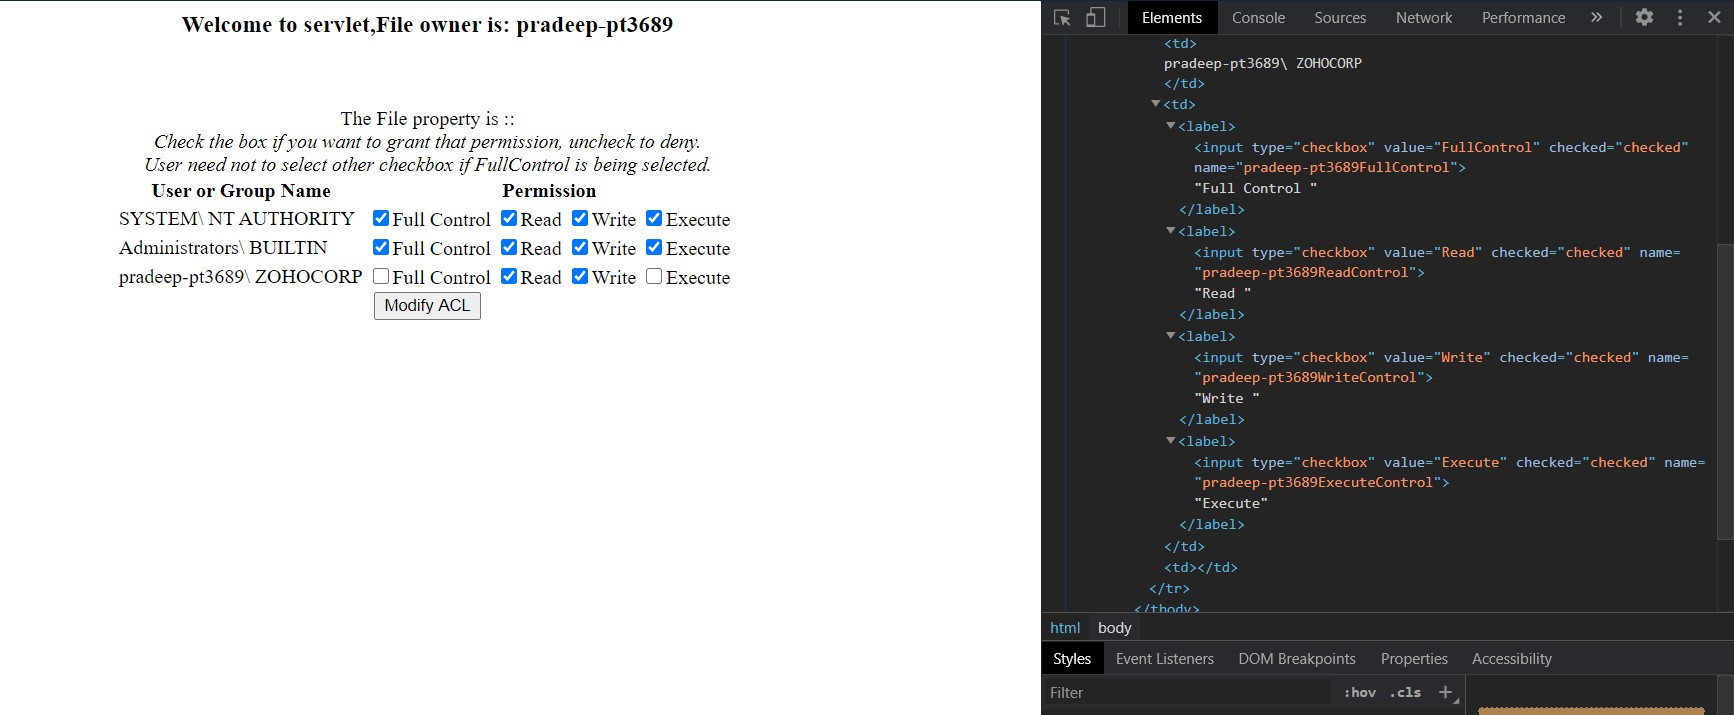 Welcome to servlet,File owner is: pradeep-pt3689
The File property is ::
Check the box if you want to grant that permission, uncheck to deny.
User need not to select other checkbox if FullControl is being selected.
User or Group Name Permission
SYSTEM\ NT AUTHORITY Full Control Read Write Execute
Administrators\ BUILTIN Full Control Read Write Execute
pradeep-pt3689\ ZOHOCORP Full Control Read Write Execute
Modify ACL
Elements Console Sources Network Performance »
<td>
pradeep-pt3689\ ZOHOCORP
</td>
<td>
<label>
<input type="checkbox" value="FullControl" checked="checked"
name="pradeep-pt3689FullControl">
"Full Control "
</label>
<label>
<input type="checkbox" value="Read" checked="checked" name=
"pradeep-pt3689ReadControl">
"Read "
</label>
<label>
<input type="checkbox" value="Write" checked="checked" name=
"pradeep-pt3689WriteControl">
"Write "
</label>
<label>
<input type="checkbox" value="Execute" checked="checked" name=
"pradeep-pt3689ExecuteControl">
"Execute"
</label>
</td>
<td></td>
</tr>
</tbody>
html body
Styles Event Listeners DOM Breakpoints Properties Accessibility
Filter :hov .cls +